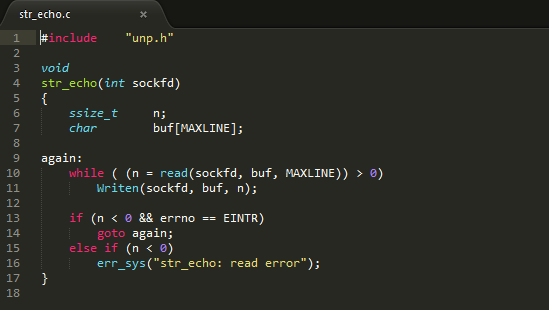 str_echo.c x
1 #include    "unp.h"
2
3 void
4 str_echo(int sockfd)
5 {
6     ssize_t     n;
7     char        buf[MAXLINE];
8
9 again:
10     while ( (n = read(sockfd, buf, MAXLINE)) > 0)
11         Writen(sockfd, buf, n);
12
13     if (n < 0 && errno == EINTR)
14         goto again;
15     else if (n < 0)
16         err_sys("str_echo: read error");
17 }
18